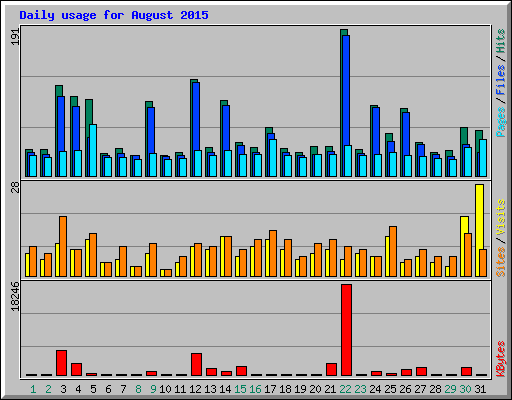 Daily usage for August 2015
191
Pages / Files / Hits
28
Sites / Visits
18246
KBytes
1 2 3 4 5 6 7 8 9 10 11 12 13 14 15 16 17 18 19 20 21 22 23 24 25 26 27 28 29 30 31